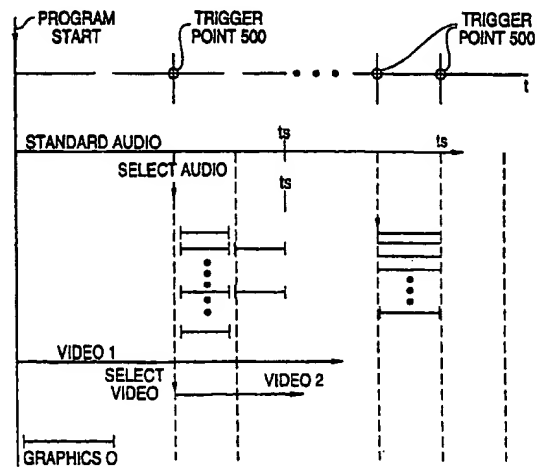 PROGRAM
START
TRIGGER
POINT 500
TRIGGER
POINT 500
t
STANDARD AUDIO
ts
ts
SELECT AUDIO
ts
VIDEO 1
SELECT
VIDEO
VIDEO 2
GRAPHICS O